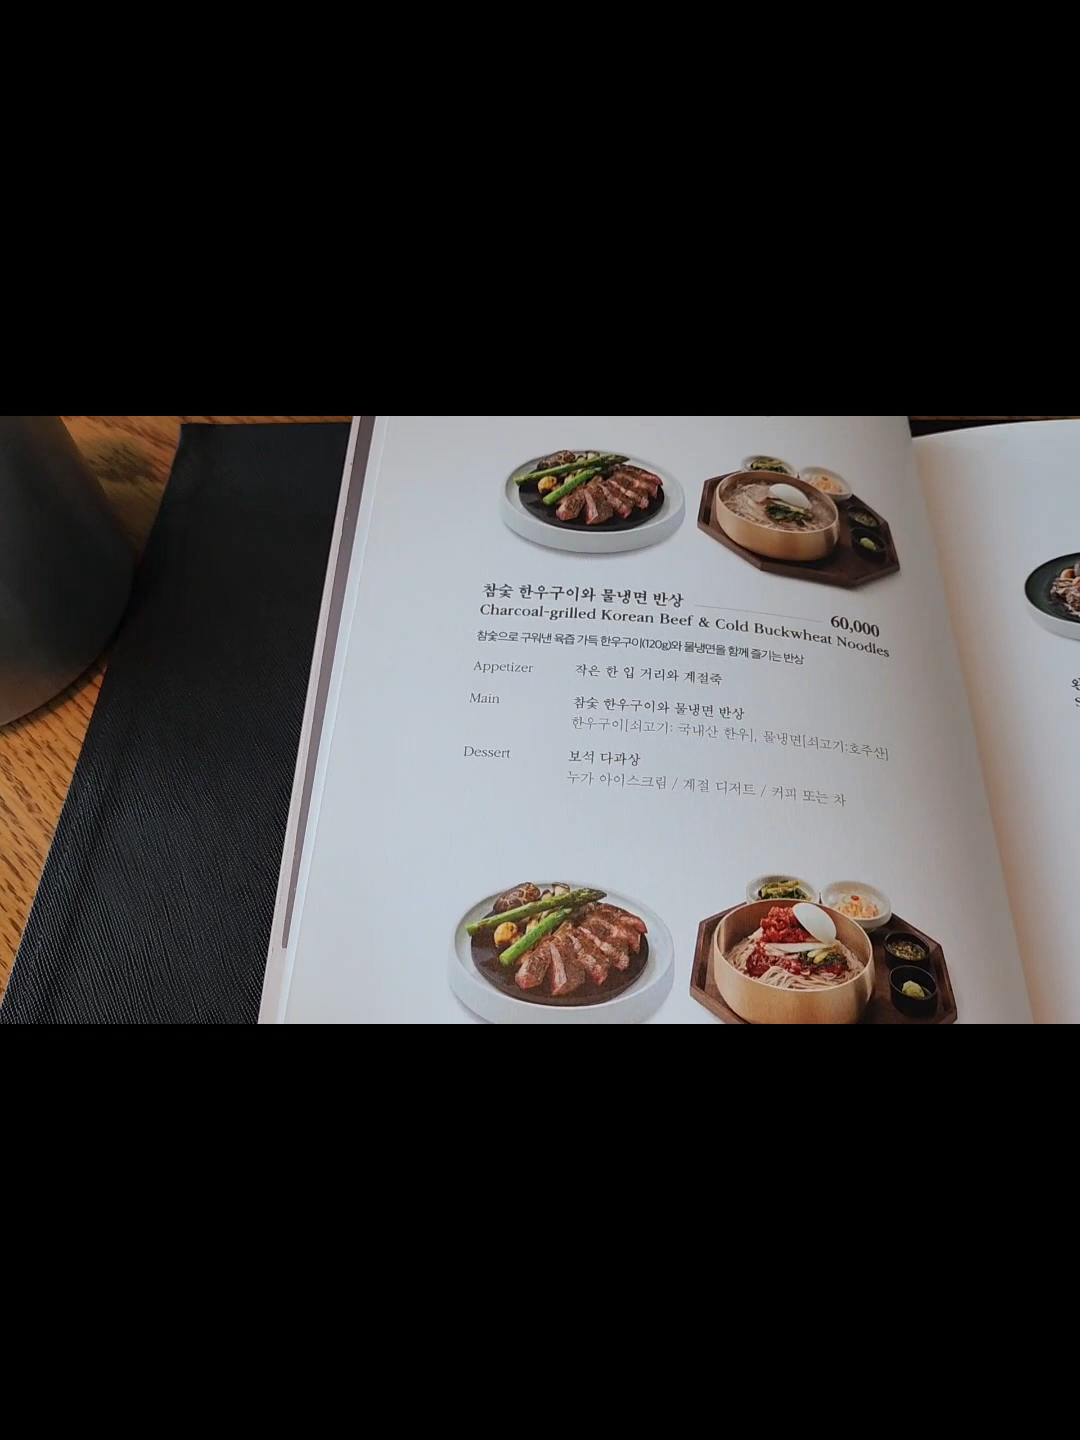 참숯 한우구이와 물냉면 반상 60,000
Charcoal-grilled Korean Beef & Cold Buckwheat Noodles
참숯으로 구워낸 육즙 가득 한우구이(120g)와 물냉면을 함께 즐기는 반상
Appetizer 작은 한 입 거리와 계절죽
Main 참숯 한우구이와 물냉면 반상
한우구이[쇠고기: 국내산 한우], 물냉면[쇠고기:호주산]
Dessert 보석 다과상
누가 아이스크림 / 계절 디저트 / 커피 또는 차